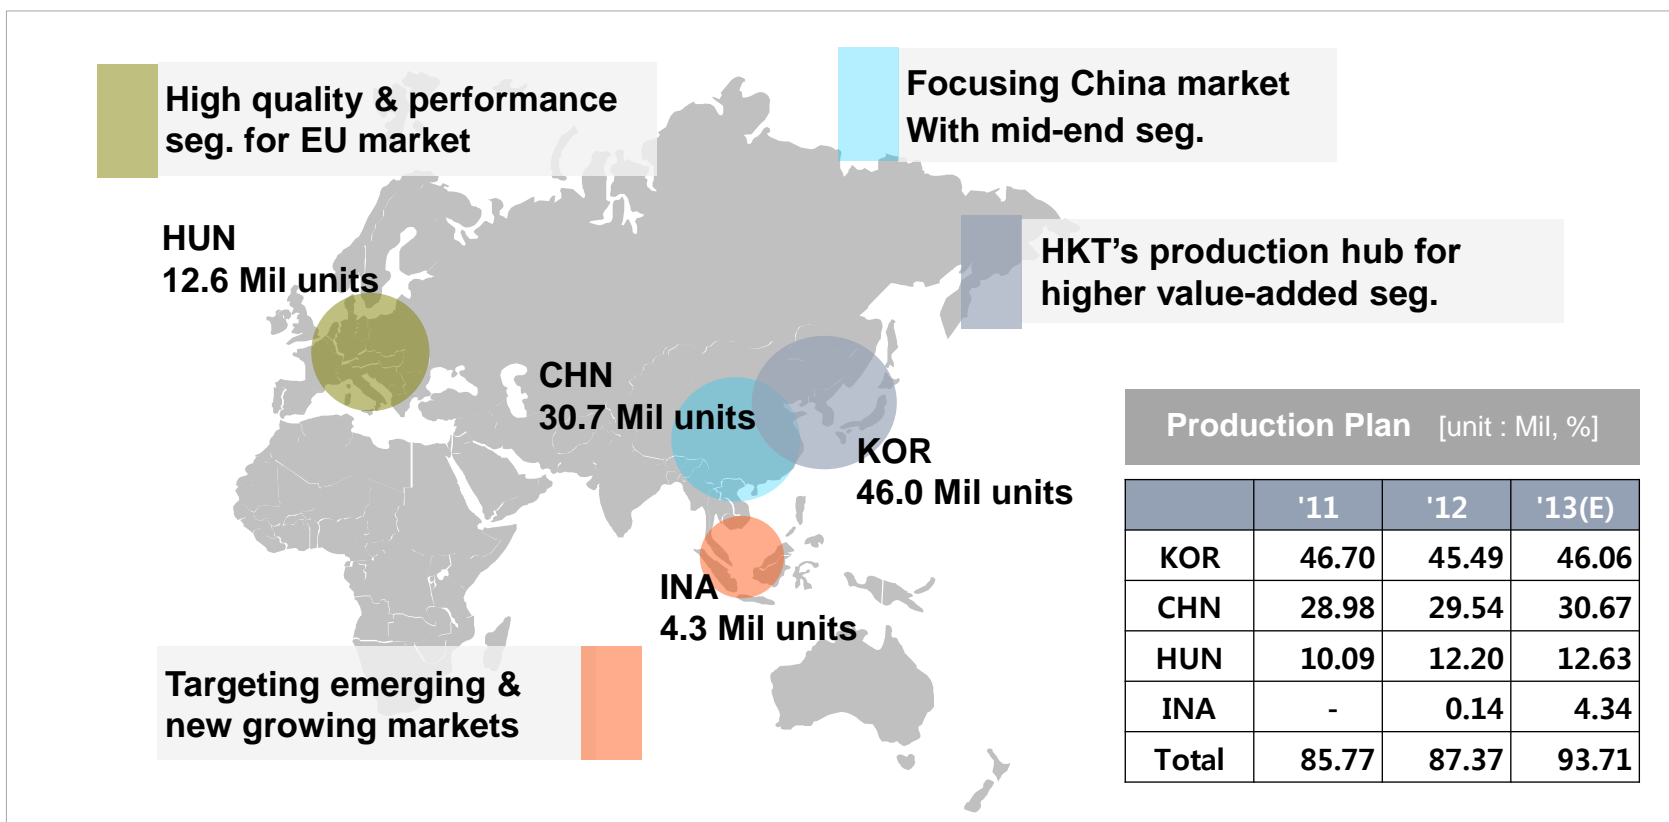 High quality & performance
seg. for EU market
Focusing China market
With mid-end seg.
HUN
12.6 Mil units
HKT’s production hub for
higher value-added seg.
CHN
30.7 Mil units
KOR
46.0 Mil units
INA
4.3 Mil units
Targeting emerging &
new growing markets
Production Plan [unit : Mil, %]
'11 '12 '13(E)
KOR 46.70 45.49 46.06
CHN 28.98 29.54 30.67
HUN 10.09 12.20 12.63
INA - 0.14 4.34
Total 85.77 87.37 93.71